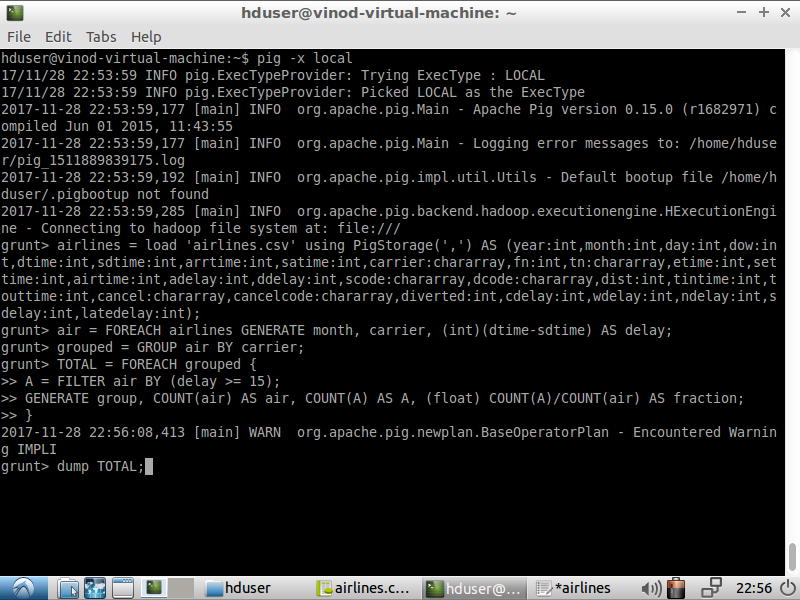 hduser@vinod-virtual-machine: ~
File Edit Tabs Help
hduser@vinod-virtual-machine:~$ pig -x local
17/11/28 22:53:59 INFO pig.ExecTypeProvider: Trying ExecType : LOCAL
17/11/28 22:53:59 INFO pig.ExecTypeProvider: Picked LOCAL as the ExecType
2017-11-28 22:53:59,177 [main] INFO  org.apache.pig.Main - Apache Pig version 0.15.0 (r1682971) c
ompiled Jun 01 2015, 11:43:55
2017-11-28 22:53:59,177 [main] INFO  org.apache.pig.Main - Logging error messages to: /home/hduse
r/pig_1511889839175.log
2017-11-28 22:53:59,192 [main] INFO  org.apache.pig.impl.util.Utils - Default bootup file /home/h
duser/.pigbootup not found
2017-11-28 22:53:59,285 [main] INFO  org.apache.pig.backend.hadoop.executionengine.HExecutionEngi
ne - Connecting to hadoop file system at: file:///
grunt> airlines = load 'airlines.csv' using PigStorage(',') AS (year:int,month:int,day:int,dow:in
t,dtime:int,sdtime:int,arrtime:int,satime:int,carrier:chararray,fn:int,tn:chararray,etime:int,set
time:int,airtime:int,adelay:int,ddelay:int,scode:chararray,dcode:chararray,dist:int,tintime:int,t
outtime:int,cancel:chararray,cancelcode:chararray,diverted:int,cdelay:int,wdelay:int,ndelay:int,s
delay:int,latedelay:int);
grunt> air = FOREACH airlines GENERATE month, carrier, (int)(dtime-sdtime) AS delay;
grunt> grouped = GROUP air BY carrier;
grunt> TOTAL = FOREACH grouped {
>> A = FILTER air BY (delay >= 15);
>> GENERATE group, COUNT(air) AS air, COUNT(A) AS A, (float) COUNT(A)/COUNT(air) AS fraction;
>> }
2017-11-28 22:56:08,413 [main] WARN  org.apache.pig.newplan.BaseOperatorPlan - Encountered Warnin
g IMPLI
grunt> dump TOTAL;
hduser airlines.c... hduser@... *airlines 22:56